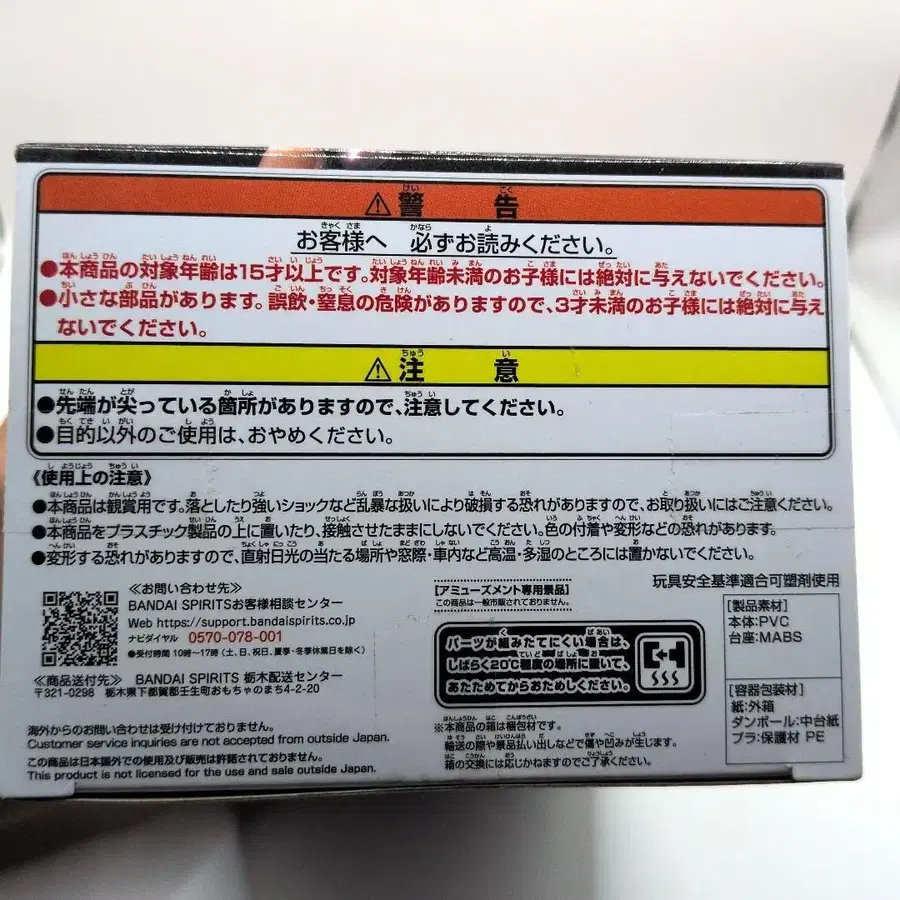 ⚠警告
お客様へ 必ずお読みください。
●本商品の対象年齢は15才以上です。対象年齢未満のお子様には絶対に与えないでください。
●小さな部品があります。誤飲・窒息の危険がありますので、3才未満のお子様には絶対に与え
ないでください。
⚠注意
●先端が尖っている箇所がありますので、注意してください。
●目的以外のご使用は、おやめください。
《使用上の注意》
●本商品は観賞用です。落としたり強いショックなど乱暴な扱いにより破損する恐れがありますので、お取り扱いにはご注意ください。
●本商品をプラスチック製品の上に置いたり、接触させたままにしないでください。色の付着や変形などの恐れがあります。
●変形する恐れがありますので、直射日光の当たる場所や窓際・車内など高温・多湿のところには置かないでください。
≪お問い合わせ先≫
BANDAI SPIRITSお客様相談センター
Web https://support.bandaispirits.co.jp
ナビダイヤル 0570-078-001
●受付時間 10時〜17時(土、日、祝日、夏季・冬季休業日を除く)
≪商品送付先≫ BANDAI SPIRITS 栃木配送センター
〒321-0298 栃木県下都賀郡壬生町おもちゃのまち4-2-20
海外からのお問い合わせは受け付けておりません。
Customer service inquiries are not accepted from outside Japan.
この商品は日本国外での使用及び販売は許諾されておりません。
This product is not licensed for the use and sale outside Japan.
[アミューズメント専用景品]
この商品は一般市販されておりません。
パーツが組みたてにくい場合は、
しばらく20℃程度の場所に置いて、
あたためてからおためしください。
※本商品の箱は梱包材です。
輸送の際や景品払い出しなどで傷や凹みが生じます。
箱の交換には応じかねますのでご了承ください。
玩具安全基準適合可塑剤使用
[製品素材]
本体:PVC
台座:MABS
[容器包装材]
紙:外箱
ダンボール:中台紙
プラ:保護材 PE